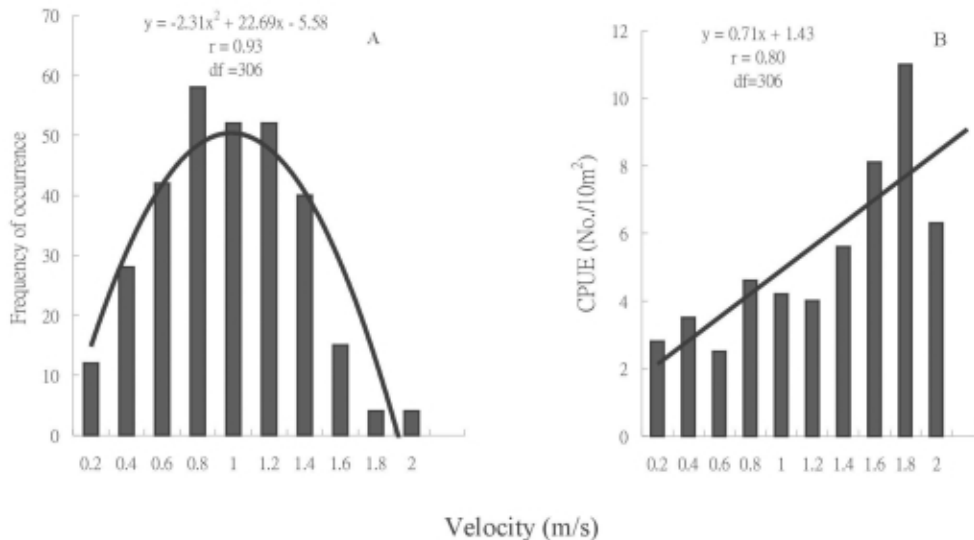 y = -2.31x² + 22.69x - 5.58
r = 0.93
df =306
A
Frequency of occurrence
70
60
50
40
30
20
10
0
0.2 0.4 0.6 0.8 1 1.2 1.4 1.6 1.8 2
y = 0.71x + 1.43
r = 0.80
df=306
B
CPUE (No./10m²)
12
10
8
6
4
2
0
0.2 0.4 0.6 0.8 1 1.2 1.4 1.6 1.8 2
Velocity (m/s)